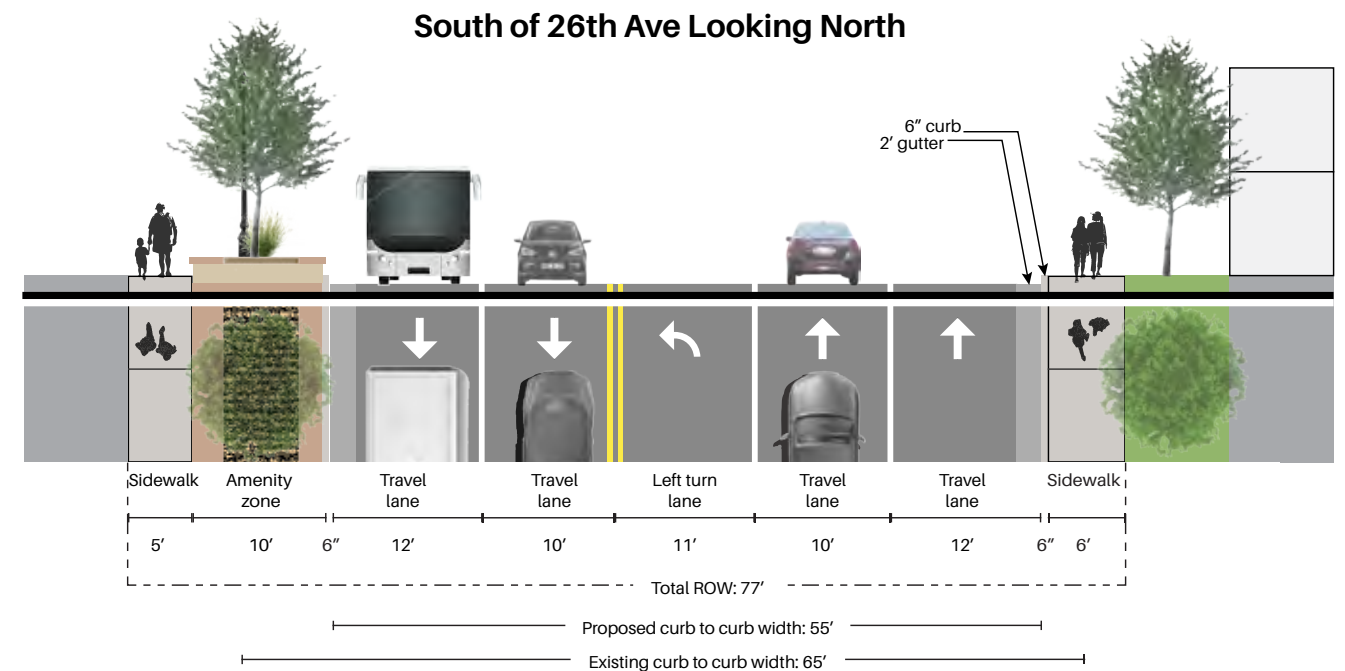 South of 26th Ave Looking North
6” curb
2’ gutter
Sidewalk
Amenity
zone
Travel
lane
Travel
lane
Left turn
lane
Travel
lane
Travel
lane
Sidewalk
5’ 10’ 6” 12’ 10’ 11’ 10’ 12’ 6” 6’
Total ROW: 77’
Proposed curb to curb width: 55’
Existing curb to curb width: 65’